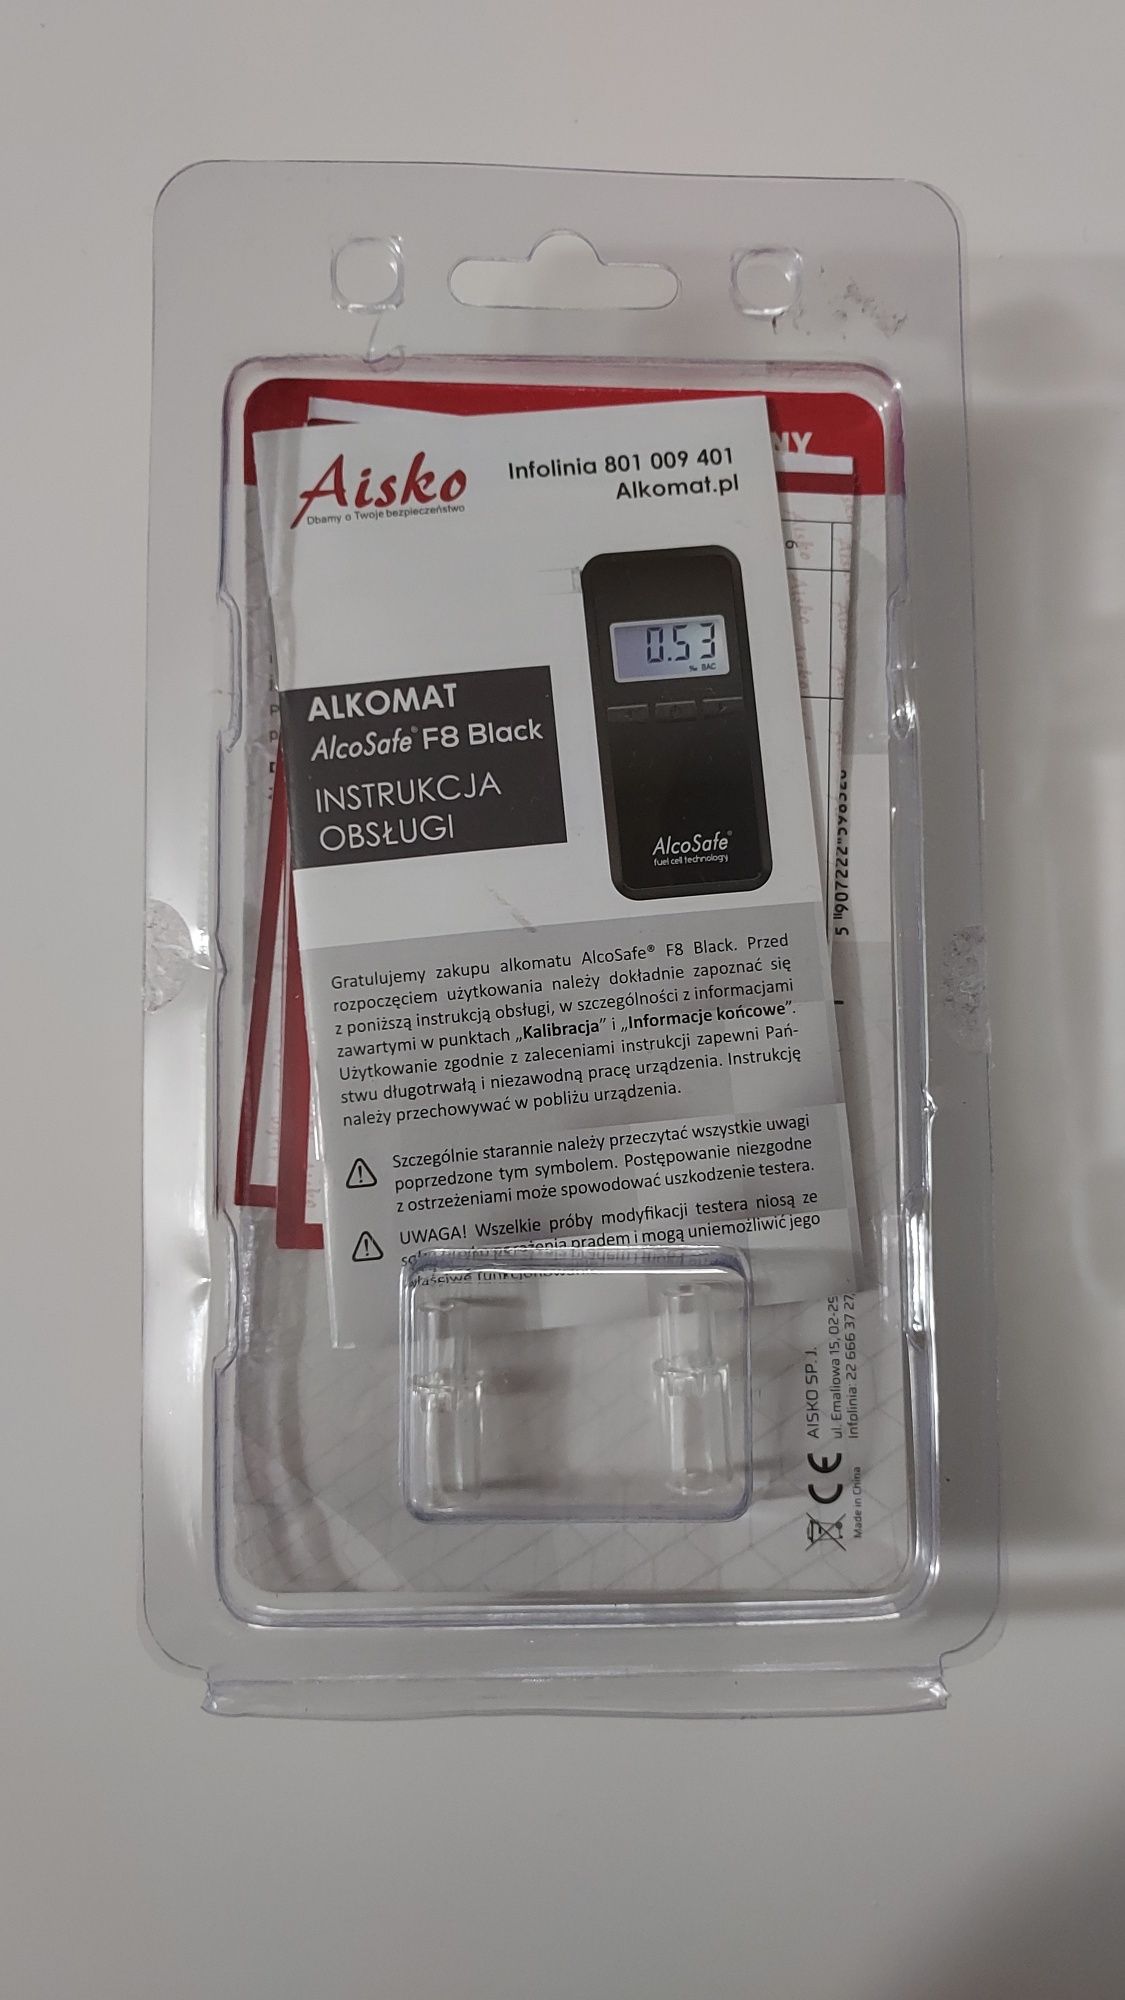 NY
Aisko
Dbamy o Twoje bezpieczeństwo
Infolinia 801 009 401
Alkomat.pl
0.53
‰ BAC
ALKOMAT
AlcoSafe® F8 Black
INSTRUKCJA
OBSŁUGI
AlcoSafe®
fuel cell technology
Gratulujemy zakupu alkomatu AlcoSafe® F8 Black. Przed
rozpoczęciem użytkowania należy dokładnie zapoznać się
z poniższą instrukcją obsługi, w szczególności z informacjami
zawartymi w punktach „Kalibracja” i „Informacje końcowe”.
Użytkowanie zgodnie z zaleceniami instrukcji zapewni Pań-
stwu długotrwałą i niezawodną pracę urządzenia. Instrukcję
należy przechowywać w pobliżu urządzenia.
Szczególnie starannie należy przeczytać wszystkie uwagi
poprzedzone tym symbolem. Postępowanie niezgodne
z ostrzeżeniami może spowodować uszkodzenie testera.
UWAGA! Wszelkie próby modyfikacji testera niosą ze
prądem i mogą uniemożliwić jego
AISKO SP. J.
ul. Emaliowa 15, 02-29
Infolinia: 22 666 37 27,
CE
Made in China